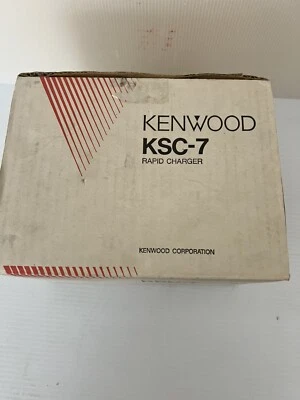 KENWOOD
KSC-7
RAPID CHARGER
KENWOOD CORPORATION